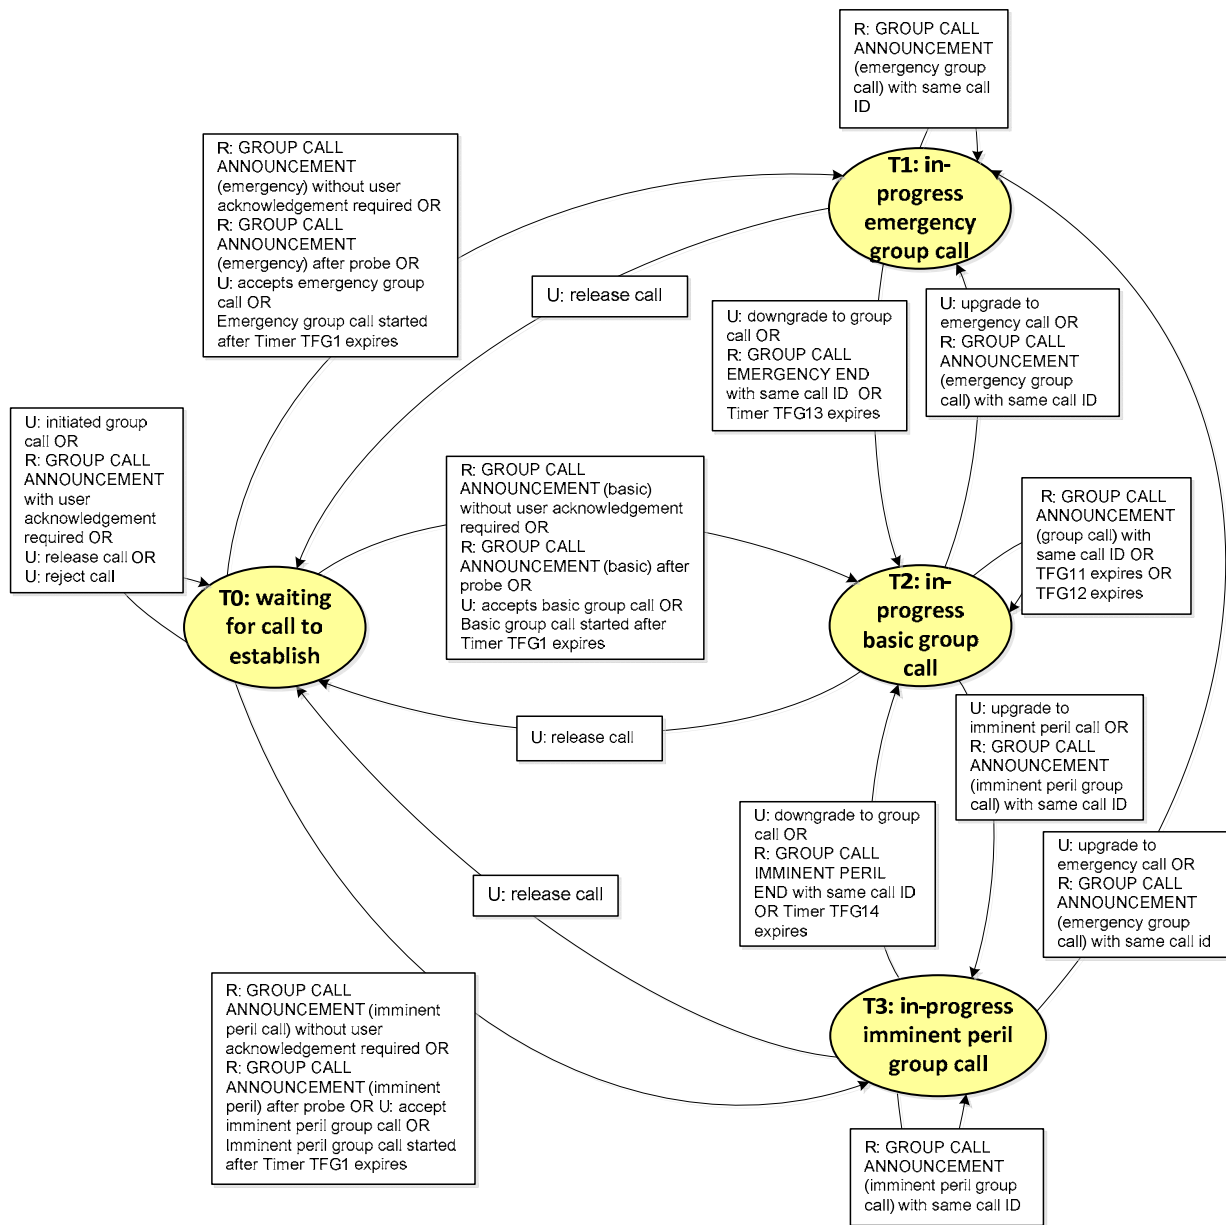 R: GROUP CALL
ANNOUNCEMENT
(emergency group
call) with same call
ID
R: GROUP CALL
ANNOUNCEMENT
(emergency) without user
acknowledgement required OR
R: GROUP CALL
ANNOUNCEMENT
(emergency) after probe OR
U: accepts emergency group
call OR
Emergency group call started
after Timer TFG1 expires
T1: in-
progress
emergency
group call
U: release call
U: downgrade to group
call OR
R: GROUP CALL
EMERGENCY END
with same call ID OR
Timer TFG13 expires
U: upgrade to
emergency call OR
R: GROUP CALL
ANNOUNCEMENT
(emergency group
call) with same call ID
U: initiated group
call OR
R: GROUP CALL
ANNOUNCEMENT
with user
acknowledgement
required OR
U: release call OR
U: reject call
R: GROUP CALL
ANNOUNCEMENT (basic)
without user acknowledgement
required OR
R: GROUP CALL
ANNOUNCEMENT (basic) after
probe OR
U: accepts basic group call OR
Basic group call started after
Timer TFG1 expires
R: GROUP CALL
ANNOUNCEMENT
(group call) with
same call ID OR
TFG11 expires OR
TFG12 expires
T0: waiting
for call to
establish
T2: in-
progress
basic group
call
U: release call
U: upgrade to
imminent peril call OR
R: GROUP CALL
ANNOUNCEMENT
(imminent peril group
call) with same call ID
U: downgrade to group
call OR
R: GROUP CALL
IMMINENT PERIL
END with same call ID
OR Timer TFG14
expires
U: upgrade to
emergency call OR
R: GROUP CALL
ANNOUNCEMENT
(emergency group
call) with same call id
U: release call
R: GROUP CALL
ANNOUNCEMENT (imminent
peril call) without user
acknowledgement required OR
R: GROUP CALL
ANNOUNCEMENT (imminent
peril) after probe OR U: accept
imminent peril group call OR
Imminent peril group call started
after Timer TFG1 expires
T3: in-progress
imminent peril
group call
R: GROUP CALL
ANNOUNCEMENT
(imminent peril group
call) with same call ID